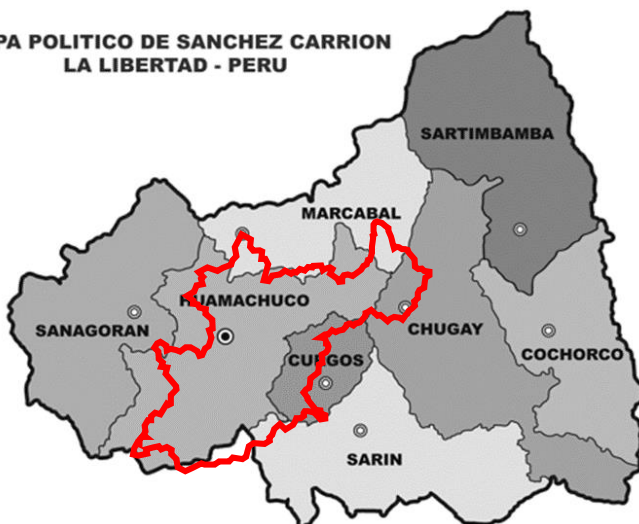 PA POLITICO DE SANCHEZ CARRION
LA LIBERTAD - PERU
SARTIMBAMBA
MARCABAL
HUAMACHUCO
SANAGORAN
CHUGAY
COCHORCO
CURGOS
SARIN